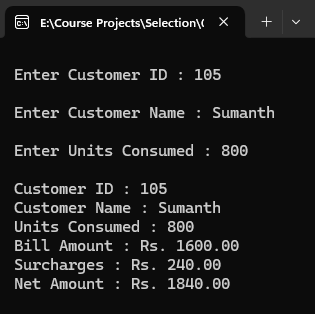 E:\Course Projects\Selection\
Enter Customer ID : 105
Enter Customer Name : Sumanth
Enter Units Consumed : 800
Customer ID : 105
Customer Name : Sumanth
Units Consumed : 800
Bill Amount : Rs. 1600.00
Surcharges : Rs. 240.00
Net Amount : Rs. 1840.00